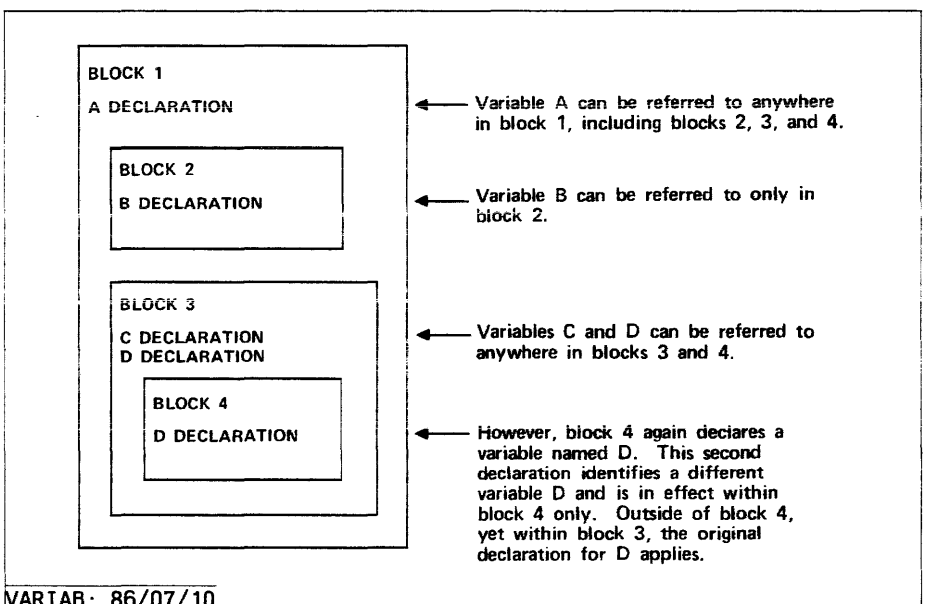 BLOCK 1
A DECLARATION
Variable A can be referred to anywhere
in block 1, including blocks 2, 3, and 4.
BLOCK 2
B DECLARATION
Variable B can be referred to only in
block 2.
BLOCK 3
C DECLARATION
D DECLARATION
Variables C and D can be referred to
anywhere in blocks 3 and 4.
BLOCK 4
D DECLARATION
However, block 4 again declares a
variable named D. This second
declaration identifies a different
variable D and is in effect within
block 4 only. Outside of block 4,
yet within block 3, the original
declaration for D applies.
VARIAB: 86/07/10